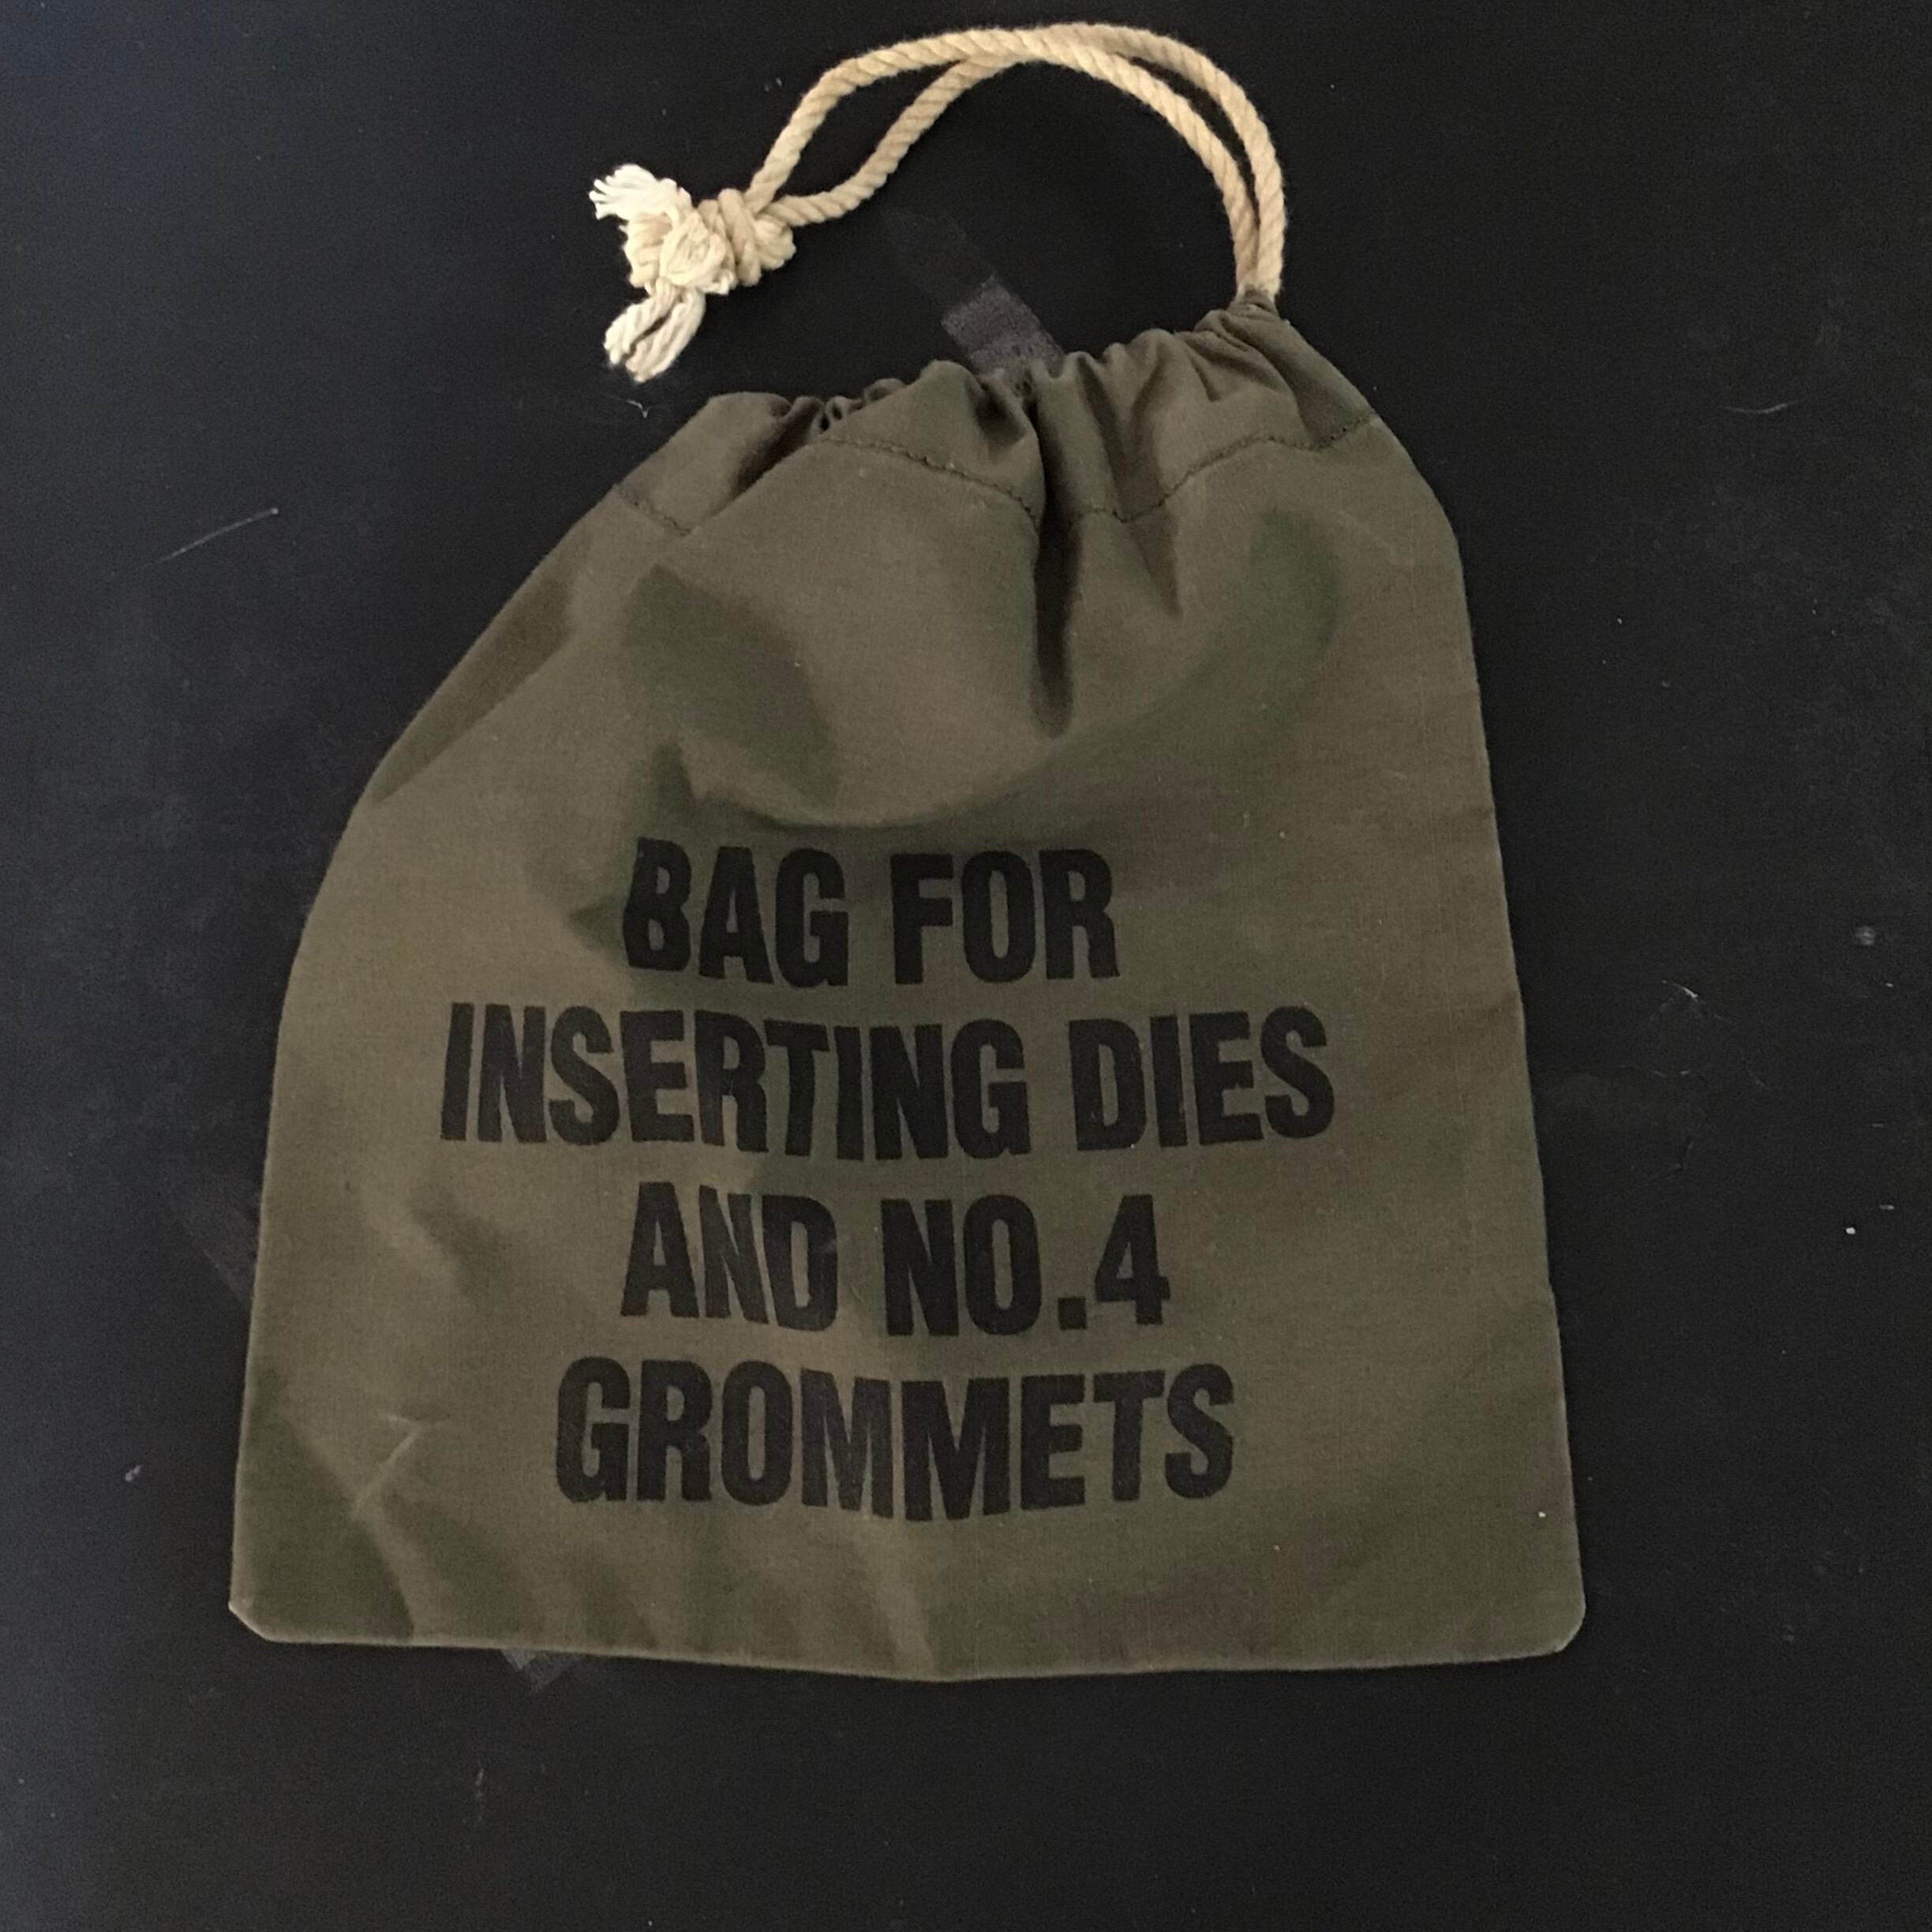 BAG FOR
INSERTING DIES
AND NO.4
GROMMETS